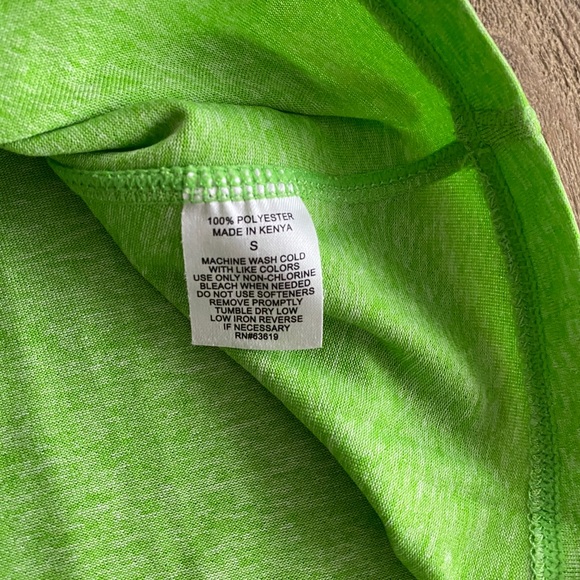 100% POLYESTER
MADE IN KENYA
S
MACHINE WASH COLD
WITH LIKE COLORS
USE ONLY NON-CHLORINE
BLEACH WHEN NEEDED
DO NOT USE SOFTENERS
REMOVE PROMPTLY
TUMBLE DRY LOW
LOW IRON REVERSE
IF NECESSARY
RN#63619